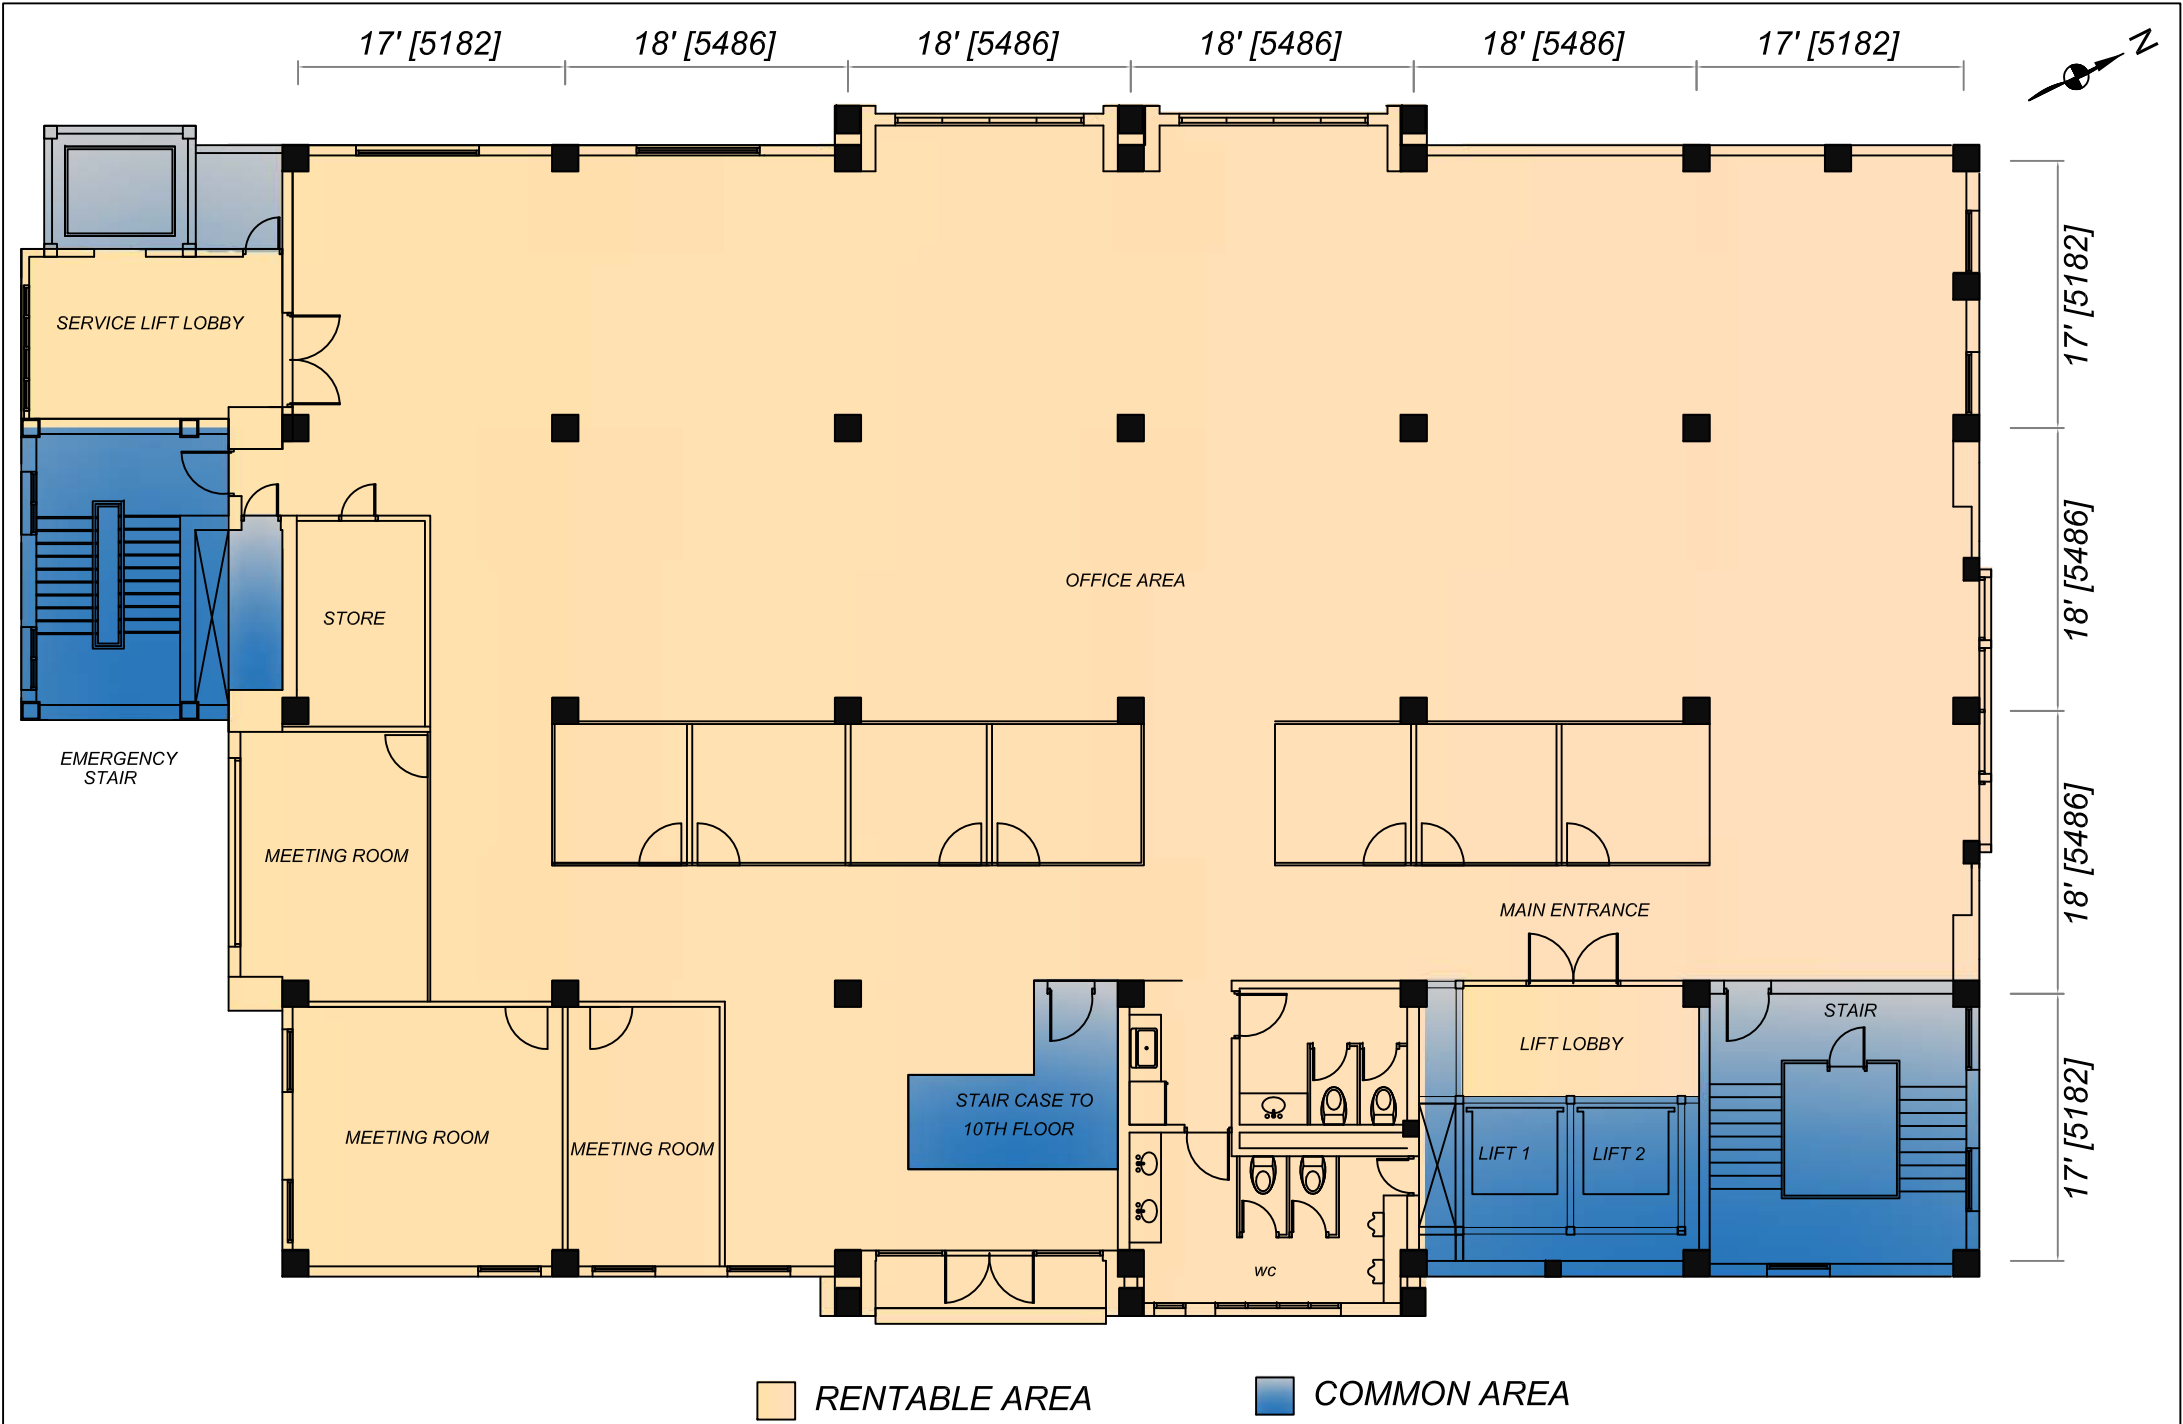 17' [5182]
18' [5486]
18' [5486]
18' [5486]
18' [5486]
17' [5182]
N
17' [5182]
18' [5486]
18' [5486]
17' [5182]
SERVICE LIFT LOBBY
OFFICE AREA
STORE
EMERGENCY
STAIR
MEETING ROOM
MAIN ENTRANCE
STAIR
LIFT LOBBY
STAIR CASE TO
10TH FLOOR
MEETING ROOM
MEETING ROOM
LIFT 1
LIFT 2
wc
RENTABLE AREA
COMMON AREA